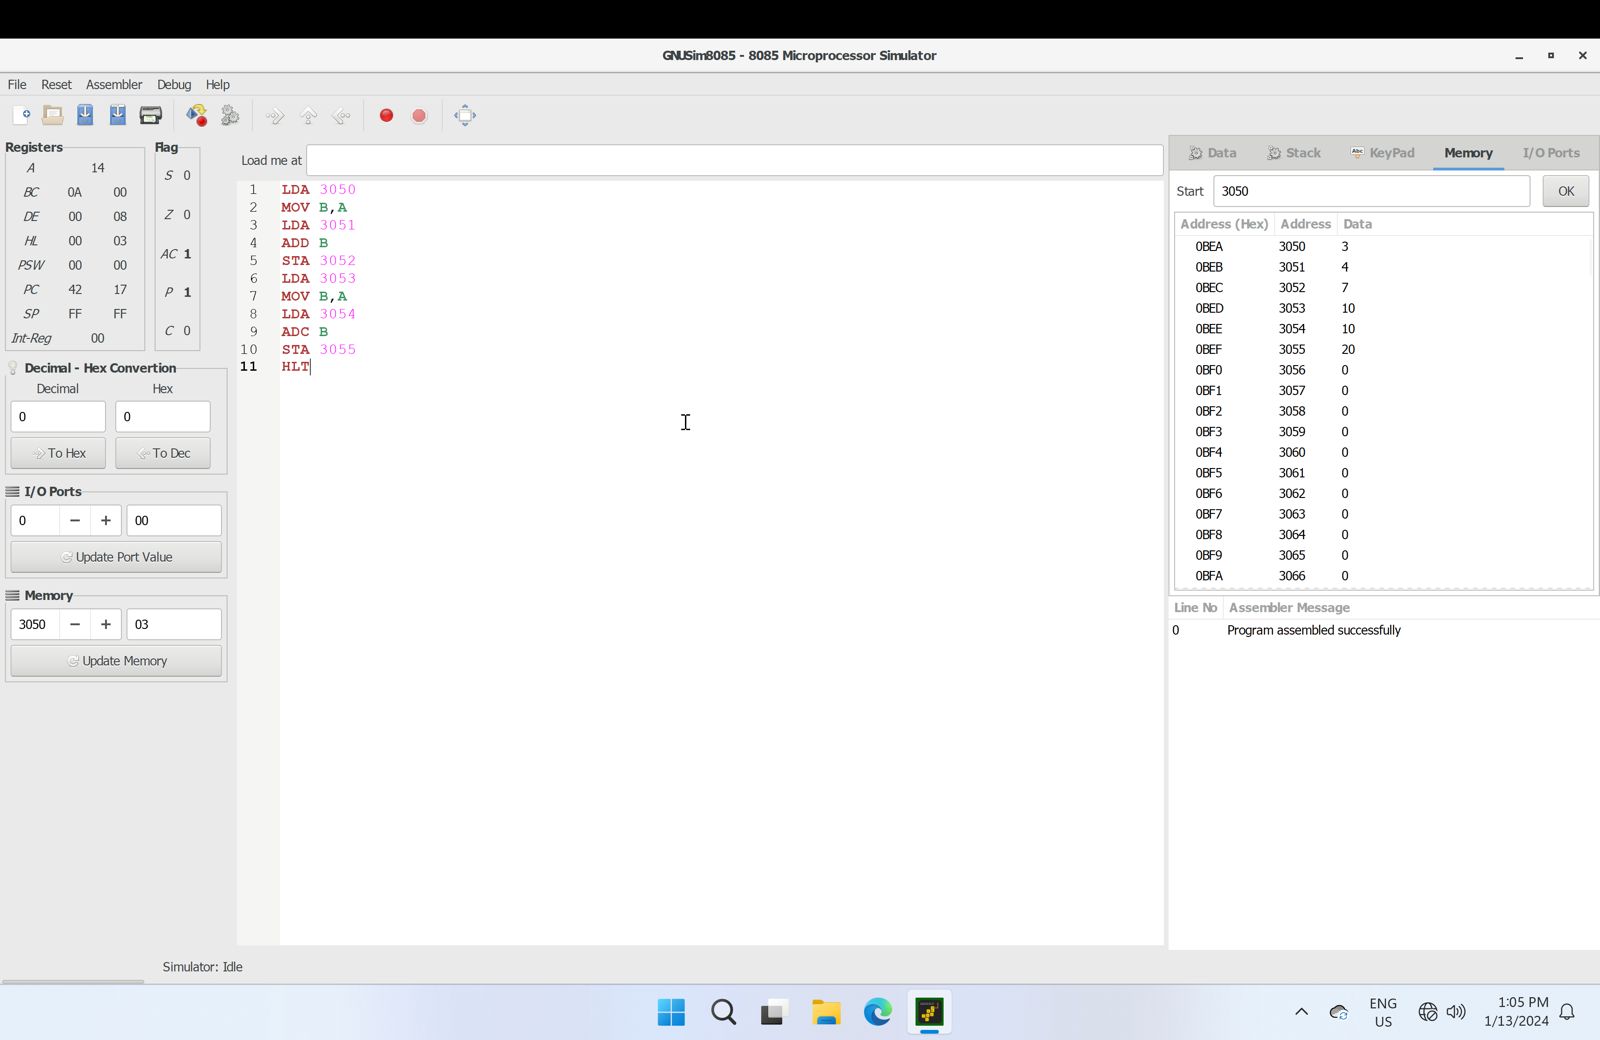 GNUSim8085 - 8085 Microprocessor Simulator
File Reset Assembler Debug Help
Registers
A 14
BC 0A 00
DE 00 08
HL 00 03
PSW 00 00
PC 42 17
SP FF FF
Int-Reg 00
Flag
S 0
Z 0
AC 1
P 1
C 0
Decimal - Hex Convertion
Decimal Hex
0 0
To Hex To Dec
I/O Ports
0 − + 00
Update Port Value
Memory
3050 − + 03
Update Memory
Load me at
1 LDA 3050
2 MOV B,A
3 LDA 3051
4 ADD B
5 STA 3052
6 LDA 3053
7 MOV B,A
8 LDA 3054
9 ADC B
10 STA 3055
11 HLT
Data Stack Abc KeyPad Memory I/O Ports
Start 3050 OK
Address (Hex) Address Data
0BEA 3050 3
0BEB 3051 4
0BEC 3052 7
0BED 3053 10
0BEE 3054 10
0BEF 3055 20
0BF0 3056 0
0BF1 3057 0
0BF2 3058 0
0BF3 3059 0
0BF4 3060 0
0BF5 3061 0
0BF6 3062 0
0BF7 3063 0
0BF8 3064 0
0BF9 3065 0
0BFA 3066 0
Line No Assembler Message
0 Program assembled successfully
Simulator: Idle
ENG
US
1:05 PM
1/13/2024